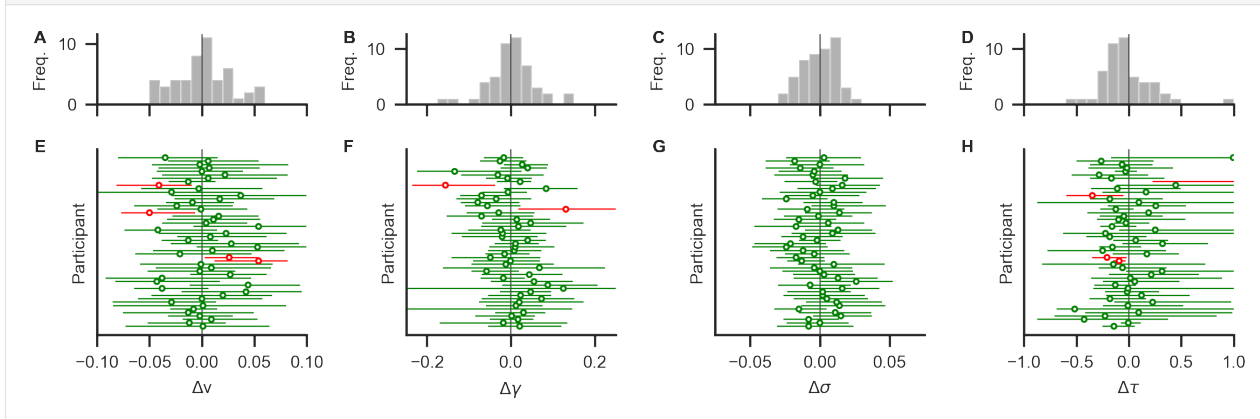 A B C D
Freq. Freq. Freq. Freq.
10 10 10 10
0 0 0 0
E F G H
Participant Participant Participant Participant
−0.10 −0.05 0.00 0.05 0.10 −0.2 0.0 0.2 −0.05 0.00 0.05 −1.0 −0.5 0.0 0.5 1.0
Δv Δγ Δσ Δτ